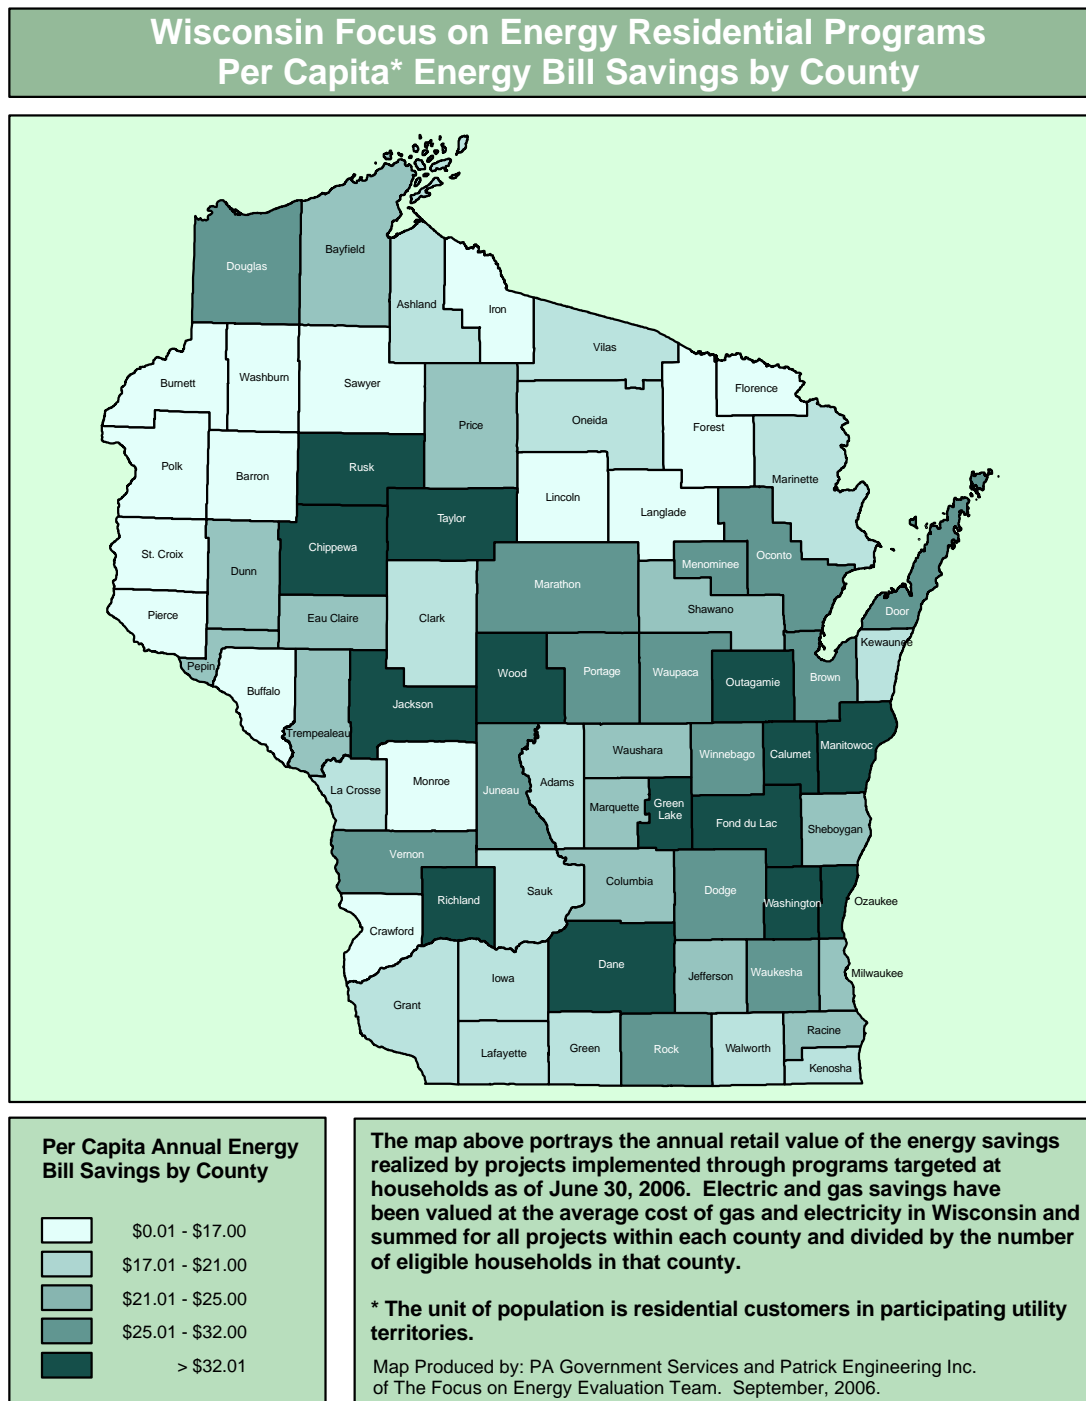 Wisconsin Focus on Energy Residential Programs
Per Capita* Energy Bill Savings by County
Douglas
Bayfield
Ashland
Iron
Vilas
Burnett
Washburn
Sawyer
Florence
Price
Oneida
Forest
Polk
Barron
Rusk
Marinette
Lincoln
Langlade
Taylor
St. Croix
Chippewa
Dunn
Oconto
Menominee
Marathon
Pierce
Eau Claire
Clark
Shawano
Door
Kewaunee
Pepin
Wood
Portage
Waupaca
Outagamie
Brown
Buffalo
Jackson
Trempealeau
Waushara
Winnebago
Calumet
Manitowoc
La Crosse
Monroe
Juneau
Adams
Marquette
Green
Lake
Fond du Lac
Sheboygan
Vernon
Richland
Sauk
Columbia
Dodge
Washington
Ozaukee
Crawford
Dane
Iowa
Jefferson
Waukesha
Milwaukee
Grant
Lafayette
Green
Rock
Walworth
Racine
Kenosha
Per Capita Annual Energy
Bill Savings by County
$0.01 - $17.00
$17.01 - $21.00
$21.01 - $25.00
$25.01 - $32.00
> $32.01
The map above portrays the annual retail value of the energy savings
realized by projects implemented through programs targeted at
households as of June 30, 2006. Electric and gas savings have
been valued at the average cost of gas and electricity in Wisconsin and
summed for all projects within each county and divided by the number
of eligible households in that county.
* The unit of population is residential customers in participating utility
territories.
Map Produced by: PA Government Services and Patrick Engineering Inc.
of The Focus on Energy Evaluation Team. September, 2006.